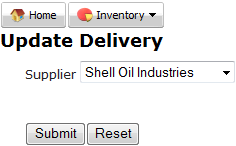 Home Inventory
Update Delivery
Supplier Shell Oil Industries
Submit Reset